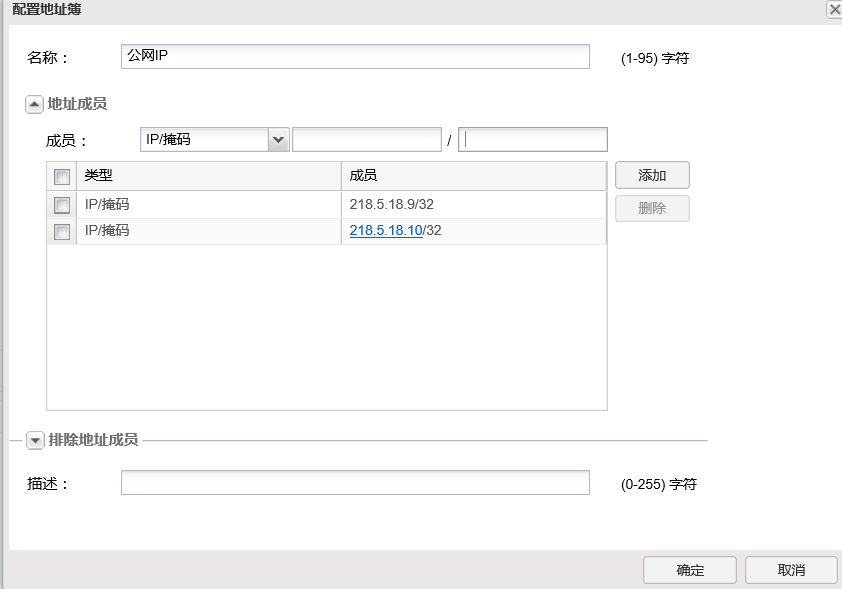 配置地址簿
名称： 公网IP (1-95) 字符
地址成员
成员： IP/掩码 /
类型 成员 添加
IP/掩码 218.5.18.9/32 删除
IP/掩码 218.5.18.10/32
排除地址成员
描述： (0-255) 字符
确定 取消